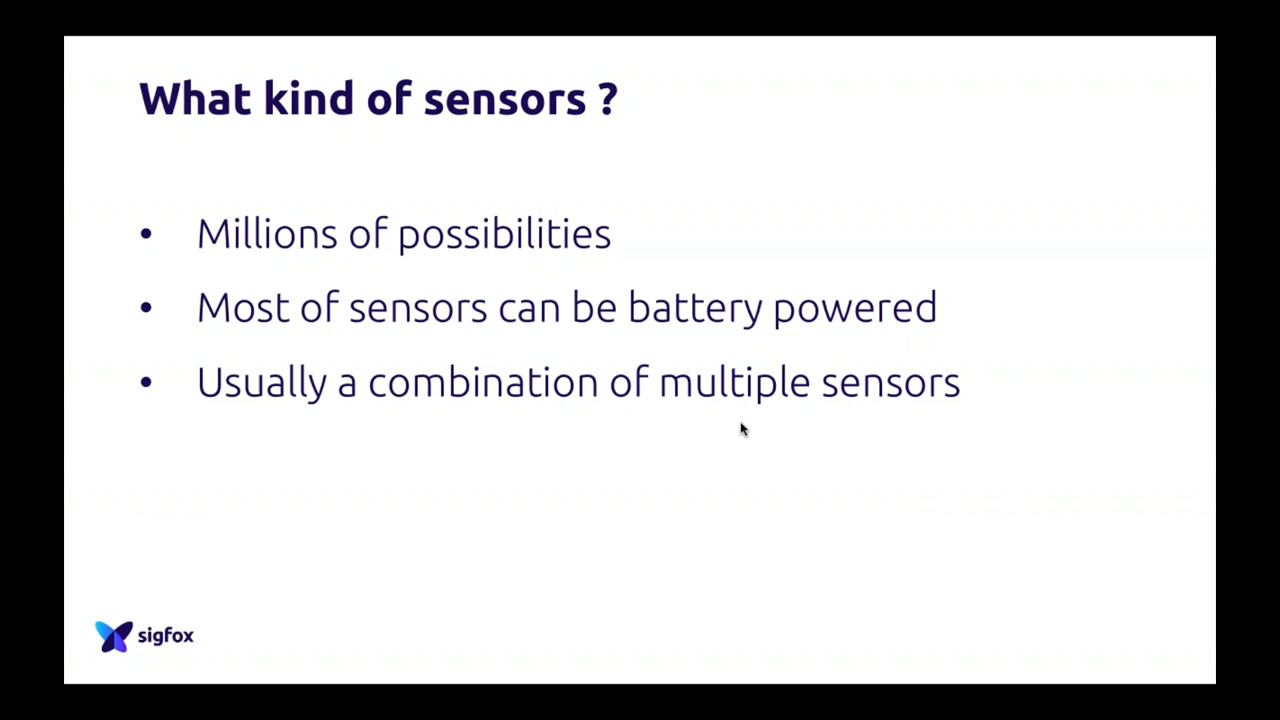 What kind of sensors ?
• Millions of possibilities
• Most of sensors can be battery powered
• Usually a combination of multiple sensors
sigfox